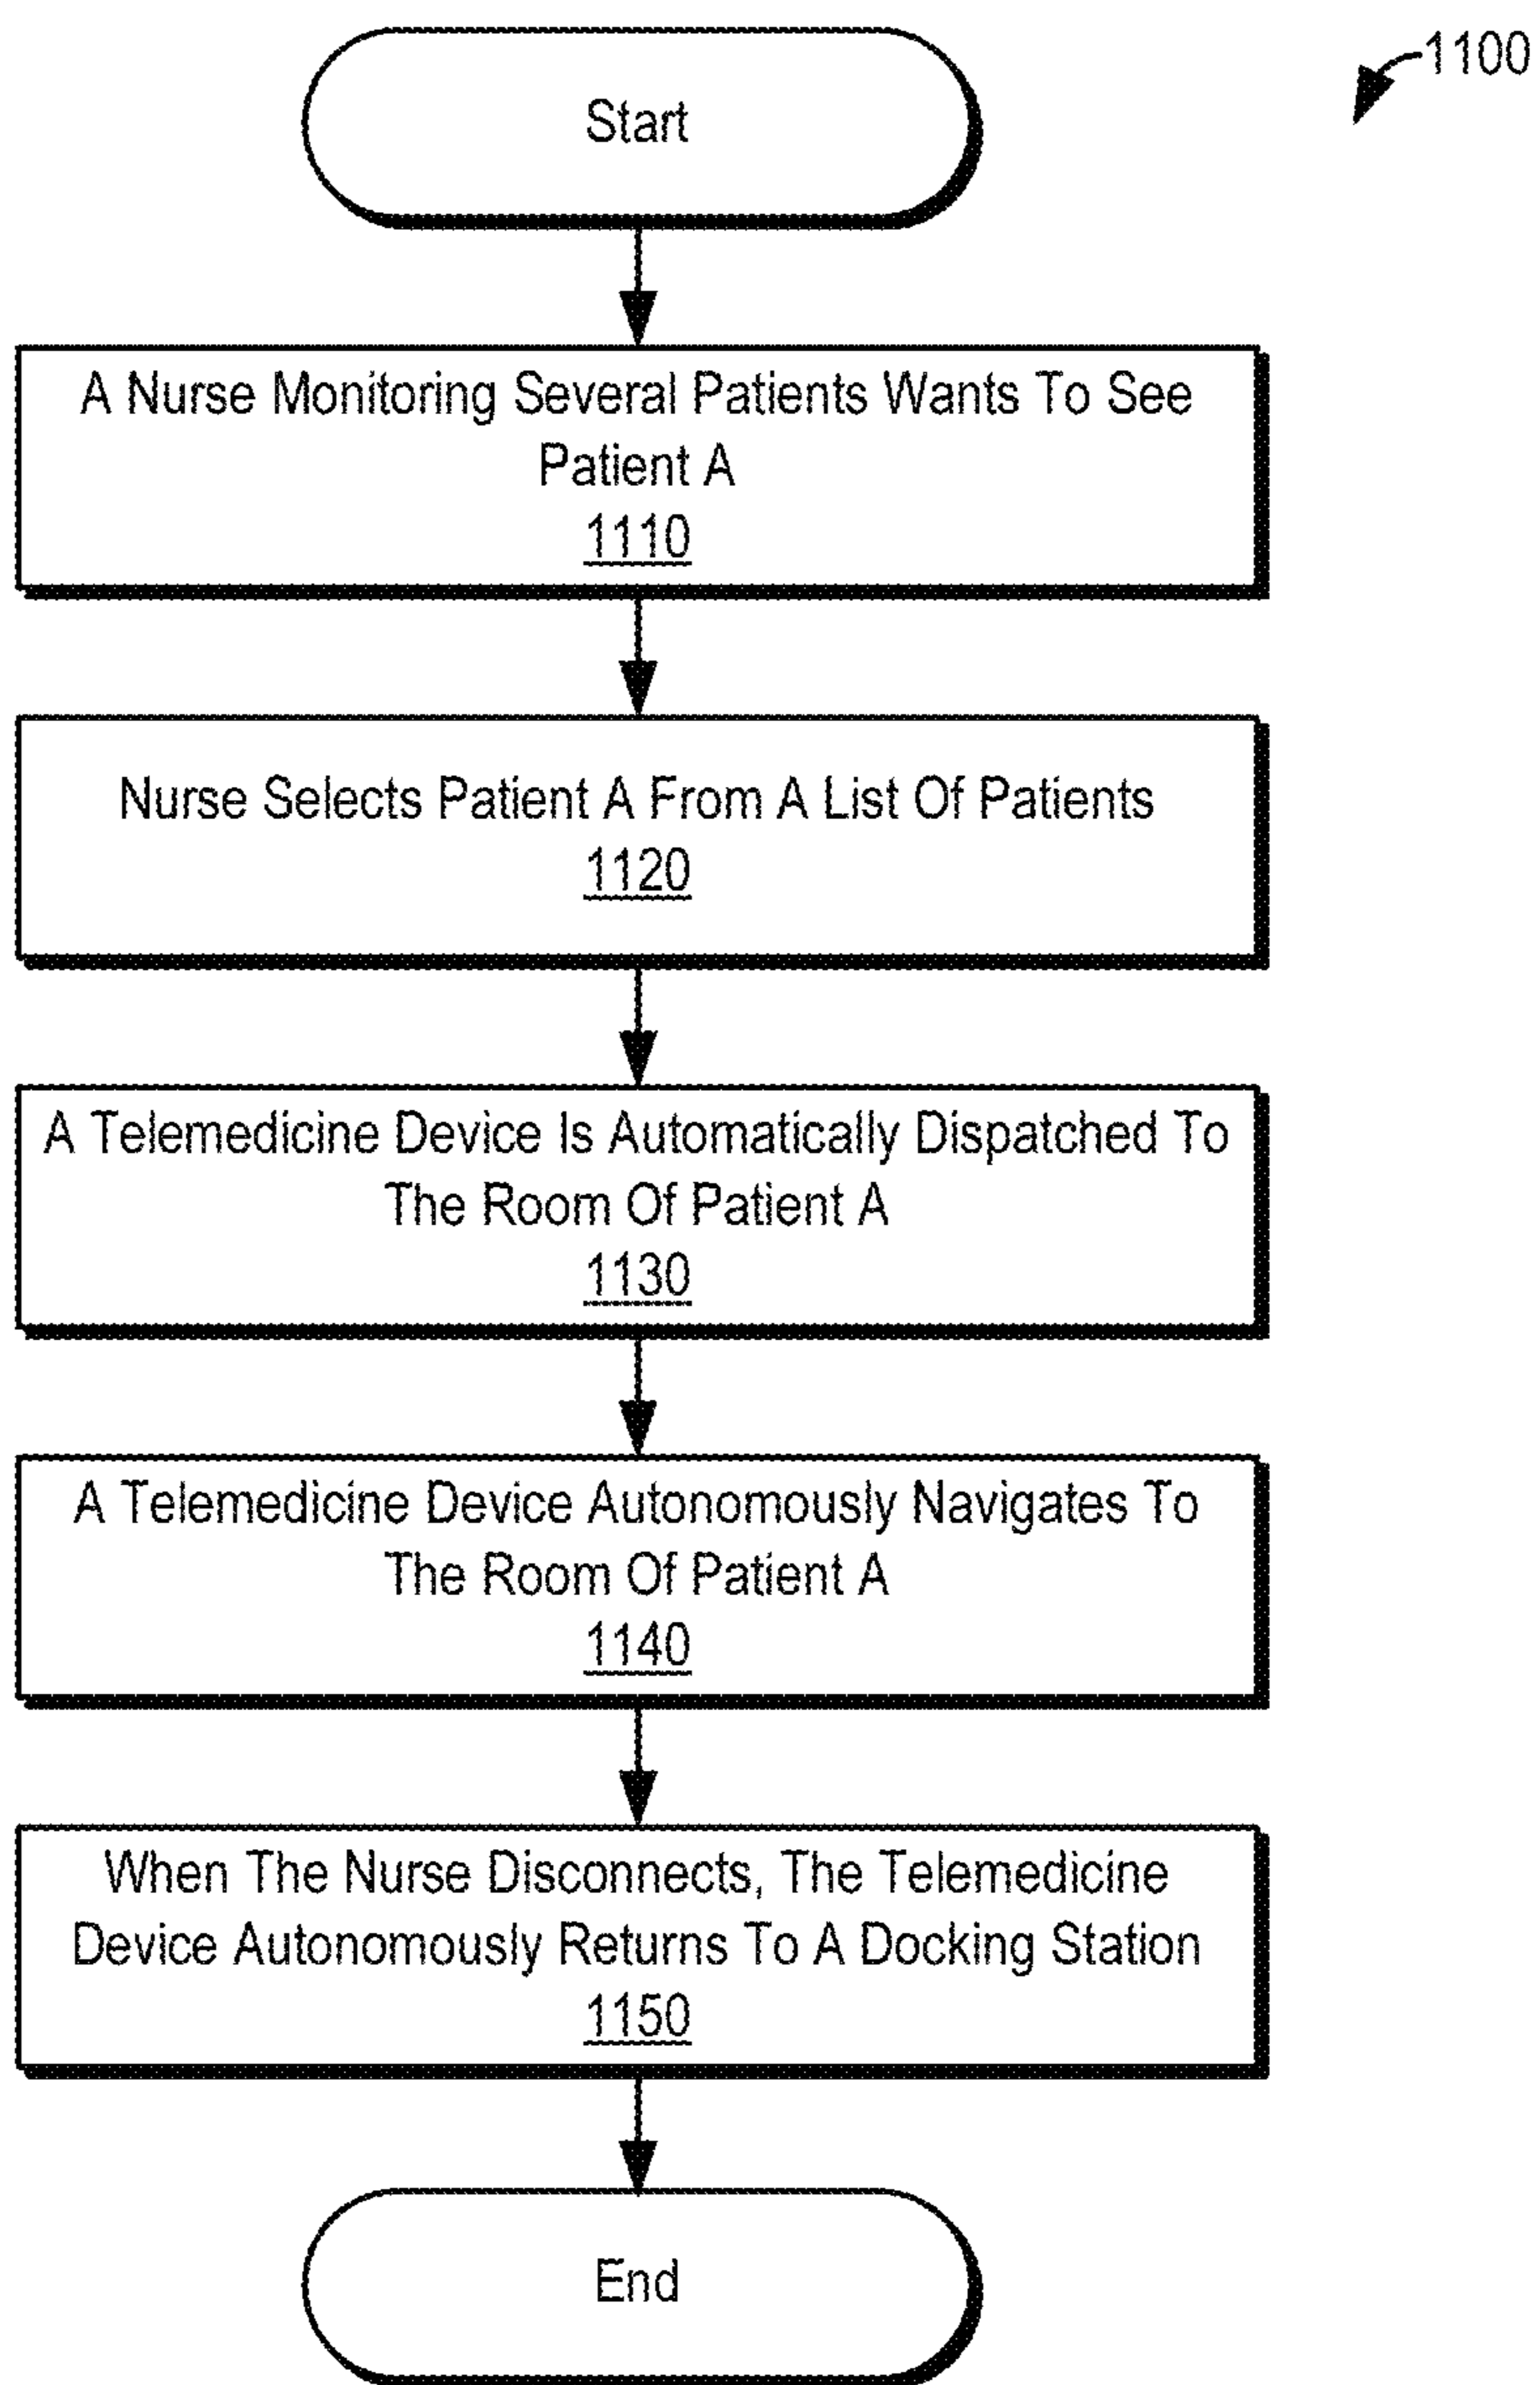 1100
Start
A Nurse Monitoring Several Patients Wants To See
Patient A
1110
Nurse Selects Patient A From A List Of Patients
1120
A Telemedicine Device Is Automatically Dispatched To
The Room Of Patient A
1130
A Telemedicine Device Autonomously Navigates To
The Room Of Patient A
1140
When The Nurse Disconnects, The Telemedicine
Device Autonomously Returns To A Docking Station
1150
End